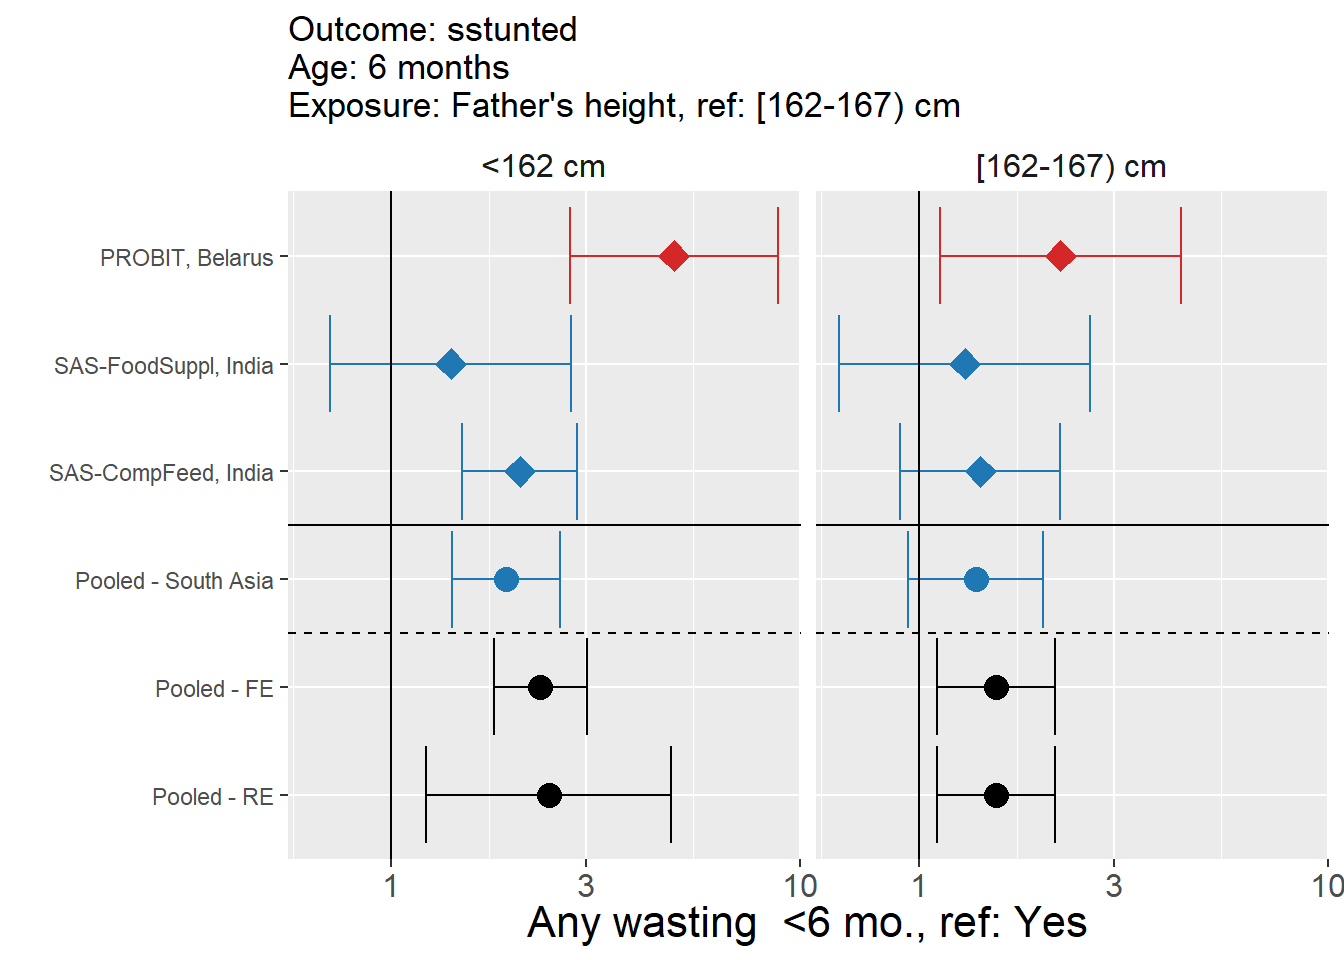 Outcome: sstunted
Age: 6 months
Exposure: Father's height, ref: [162-167) cm
<162 cm
[162-167) cm
PROBIT, Belarus
SAS-FoodSuppl, India
SAS-CompFeed, India
Pooled - South Asia
Pooled - FE
Pooled - RE
1 3 10 1 3 10
Any wasting  <6 mo., ref: Yes